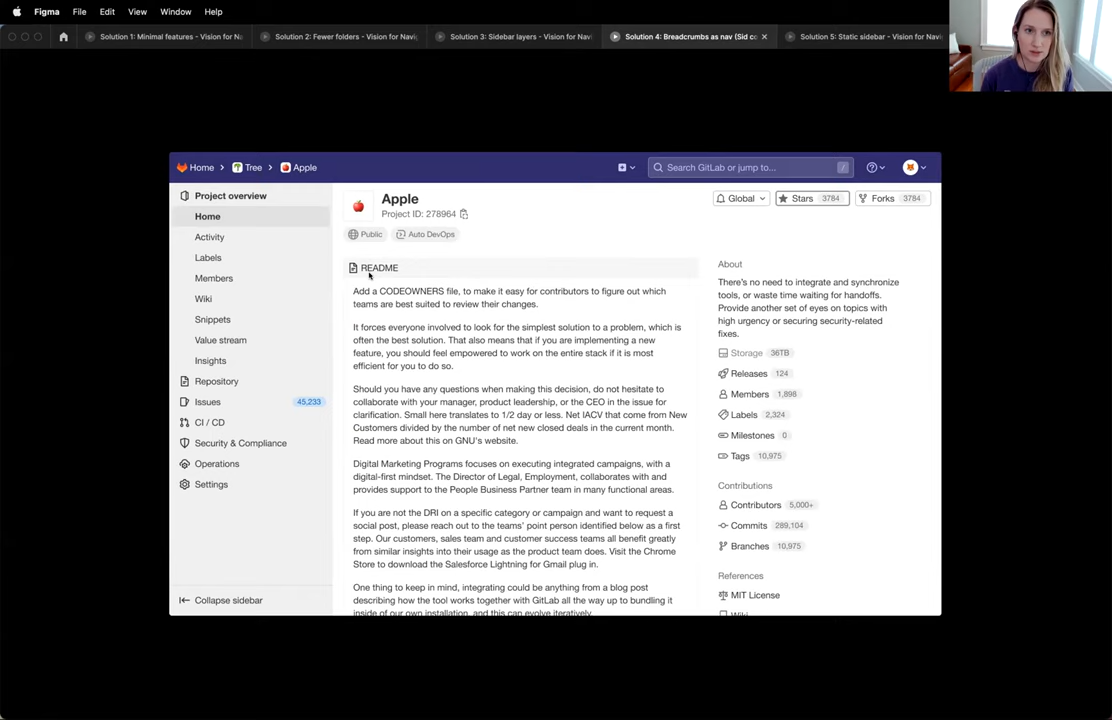 Figma File Edit View Window Help
Solution 1: Minimal features - Vision for Na
Solution 2: Fewer folders - Vision for Navig
Solution 3: Sidebar layers - Vision for Navi
Solution 4: Breadcrumbs as nav (Sid co
Solution 5: Static sidebar - Vision for Navi
Home Tree Apple
Search GitLab or jump to... /
Project overview
Home
Activity
Labels
Members
Wiki
Snippets
Value stream
Insights
Repository
Issues 45,233
CI / CD
Security & Compliance
Operations
Settings
Collapse sidebar
Apple
Project ID: 278964
Public Auto DevOps
Global Stars 3784 Forks 3784
README
Add a CODEOWNERS file, to make it easy for contributors to figure out which
teams are best suited to review their changes.
It forces everyone involved to look for the simplest solution to a problem, which is
often the best solution. That also means that if you are implementing a new
feature, you should feel empowered to work on the entire stack if it is most
efficient for you to do so.
Should you have any questions when making this decision, do not hesitate to
collaborate with your manager, product leadership, or the CEO in the issue for
clarification. Small here translates to 1/2 day or less. Net IACV that come from New
Customers divided by the number of net new closed deals in the current month.
Read more about this on GNU's website.
Digital Marketing Programs focuses on executing integrated campaigns, with a
digital-first mindset. The Director of Legal, Employment, collaborates with and
provides support to the People Business Partner team in many functional areas.
If you are not the DRI on a specific category or campaign and want to request a
social post, please reach out to the teams' point person identified below as a first
step. Our customers, sales team and customer success teams all benefit greatly
from similar insights into their usage as the product team does. Visit the Chrome
Store to download the Salesforce Lightning for Gmail plug in.
One thing to keep in mind, integrating could be anything from a blog post
describing how the tool works together with GitLab all the way up to bundling it
inside of our own installation, and this can evolve iteratively.
About
There's no need to integrate and synchronize
tools, or waste time waiting for handoffs.
Provide another set of eyes on topics with
high urgency or securing security-related
fixes.
Storage 36TB
Releases 124
Members 1,898
Labels 2,324
Milestones 0
Tags 10,975
Contributions
Contributors 5,000+
Commits 289,104
Branches 10,975
References
MIT License
Wiki